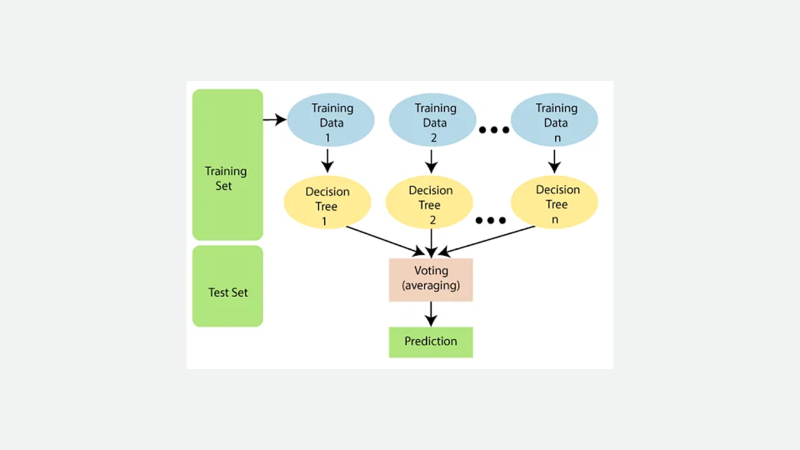 Training
Set
Training
Data
1
Training
Data
2
Training
Data
n
Decision
Tree
1
Decision
Tree
2
Decision
Tree
n
Test Set
Voting
(averaging)
Prediction